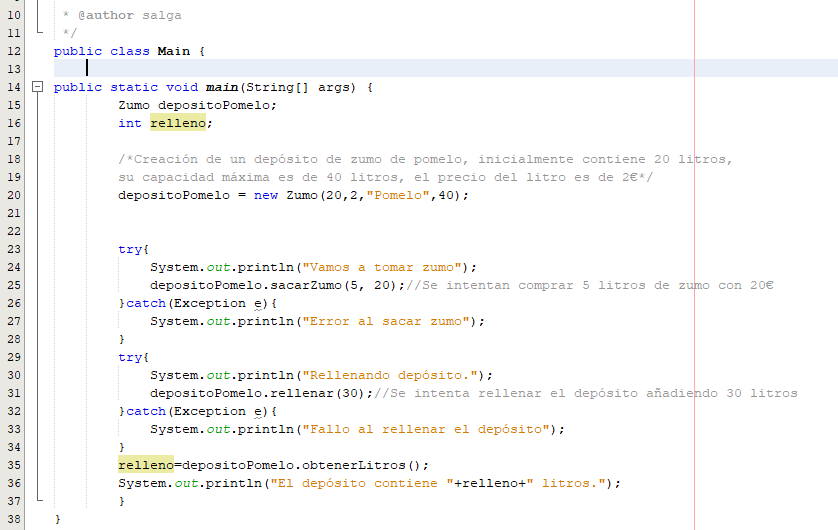 10 * @author salga
11 */
12 public class Main {
13
14 public static void main(String[] args) {
15 Zumo depositoPomelo;
16 int relleno;
17
18 /*Creación de un depósito de zumo de pomelo, inicialmente contiene 20 litros,
19 su capacidad máxima es de 40 litros, el precio del litro es de 2€*/
20 depositoPomelo = new Zumo(20,2,"Pomelo",40);
21
22
23 try{
24 System.out.println("Vamos a tomar zumo");
25 depositoPomelo.sacarZumo(5, 20);//Se intentan comprar 5 litros de zumo con 20€
26 }catch(Exception e){
27 System.out.println("Error al sacar zumo");
28 }
29 try{
30 System.out.println("Rellenando depósito.");
31 depositoPomelo.rellenar(30);//Se intenta rellenar el depósito añadiendo 30 litros
32 }catch(Exception e){
33 System.out.println("Fallo al rellenar el depósito");
34 }
35 relleno=depositoPomelo.obtenerLitros();
36 System.out.println("El depósito contiene "+relleno+" litros.");
37 }
38 }